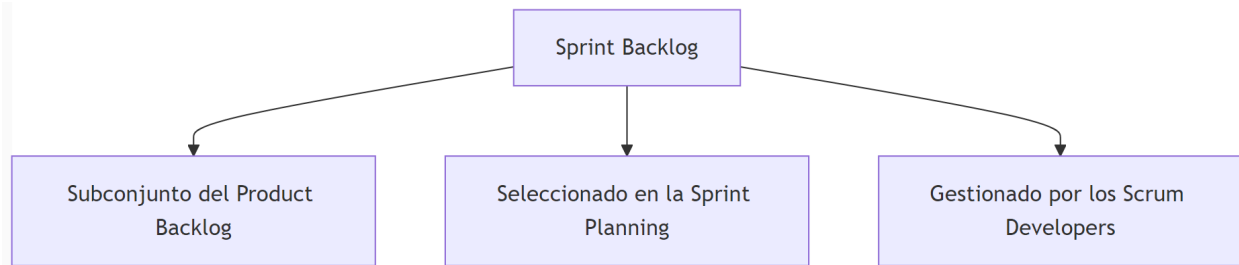 Sprint Backlog
Subconjunto del Product
Backlog
Seleccionado en la Sprint
Planning
Gestionado por los Scrum
Developers